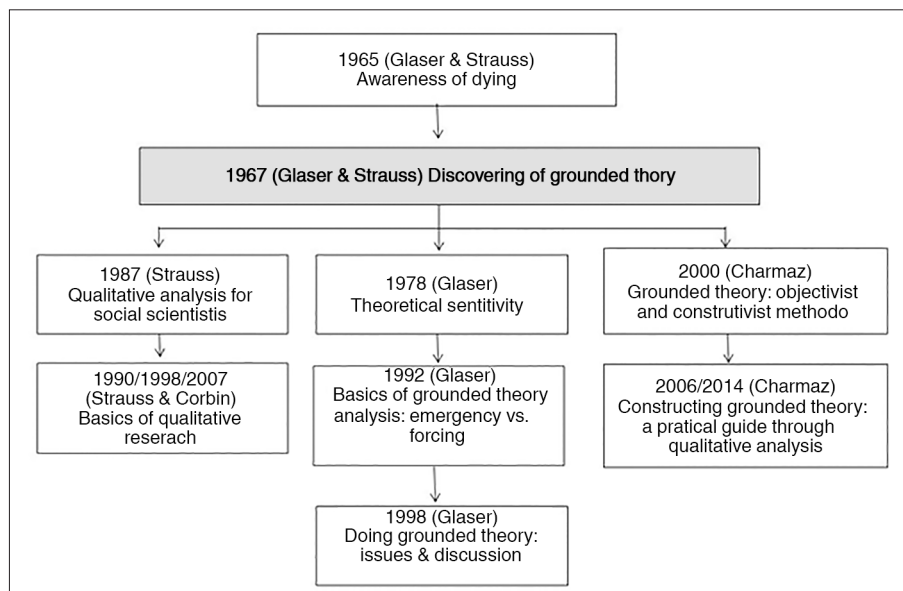 1965 (Glaser & Strauss)
Awareness of dying
1967 (Glaser & Strauss) Discovering of grounded thory
1987 (Strauss)
Qualitative analysis for
social scientistis
1978 (Glaser)
Theoretical sentitivity
2000 (Charmaz)
Grounded theory: objectivist
and construtivist methodo
1990/1998/2007
(Strauss & Corbin)
Basics of qualitative
reserach
1992 (Glaser)
Basics of grounded theory
analysis: emergency vs.
forcing
2006/2014 (Charmaz)
Constructing grounded theory:
a pratical guide through
qualitative analysis
1998 (Glaser)
Doing grounded theory:
issues & discussion